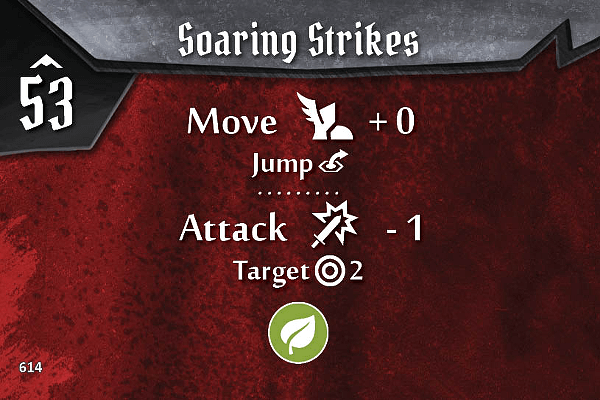 Soaring Strikes
53
Move + 0
Jump
Attack - 1
Target 2
614